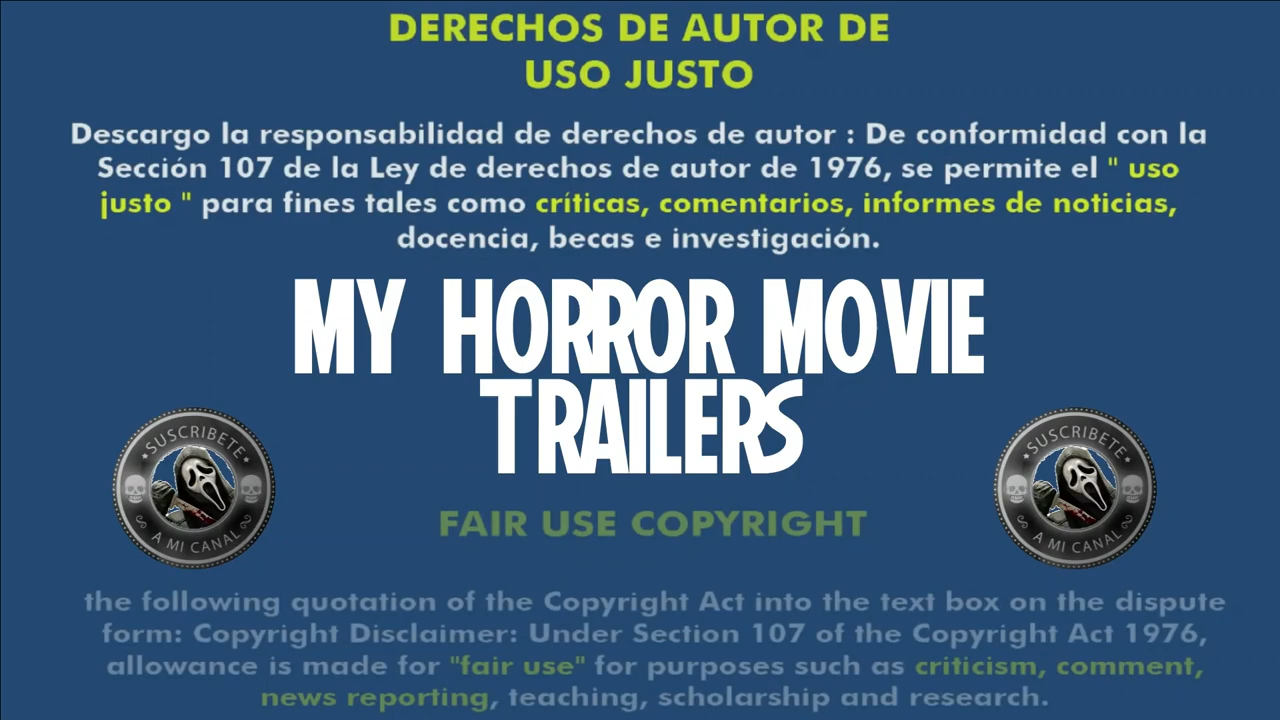 DERECHOS DE AUTOR DE
USO JUSTO
Descargo la responsabilidad de derechos de autor : De conformidad con la
Sección 107 de la Ley de derechos de autor de 1976, se permite el " uso
justo " para fines tales como críticas, comentarios, informes de noticias,
docencia, becas e investigación.
MY HORROR MOVIE
TRAILERS
SUSCRIBETE
A MI CANAL
SUSCRIBETE
A MI CANAL
FAIR USE COPYRIGHT
the following quotation of the Copyright Act into the text box on the dispute
form: Copyright Disclaimer: Under Section 107 of the Copyright Act 1976,
allowance is made for "fair use" for purposes such as criticism, comment,
news reporting, teaching, scholarship and research.